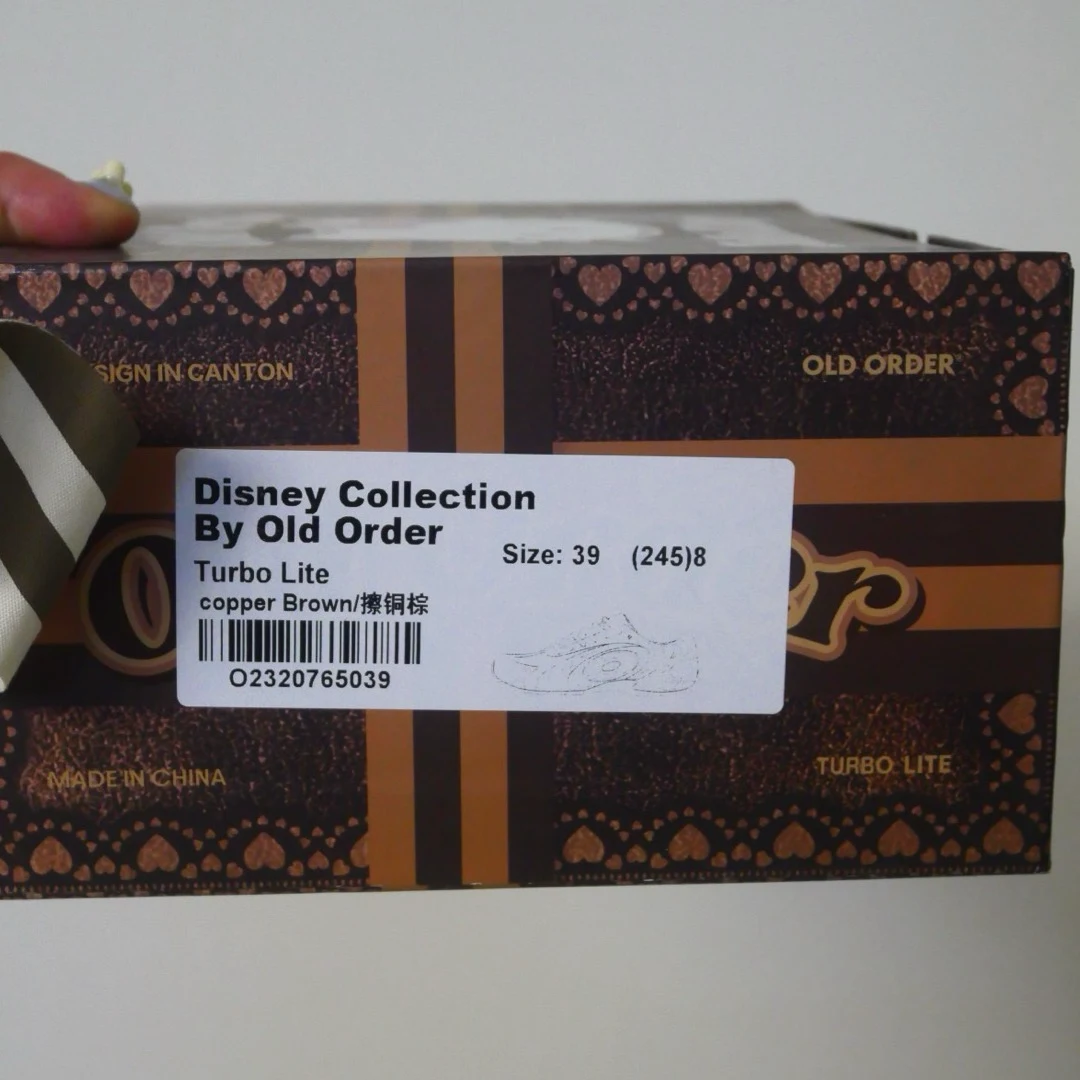 SIGN IN CANTON
OLD ORDER
Disney Collection
By Old Order
Size: 39 (245)8
Turbo Lite
copper Brown/擦铜棕
O2320765039
O
er
MADE IN CHINA
TURBO LITE